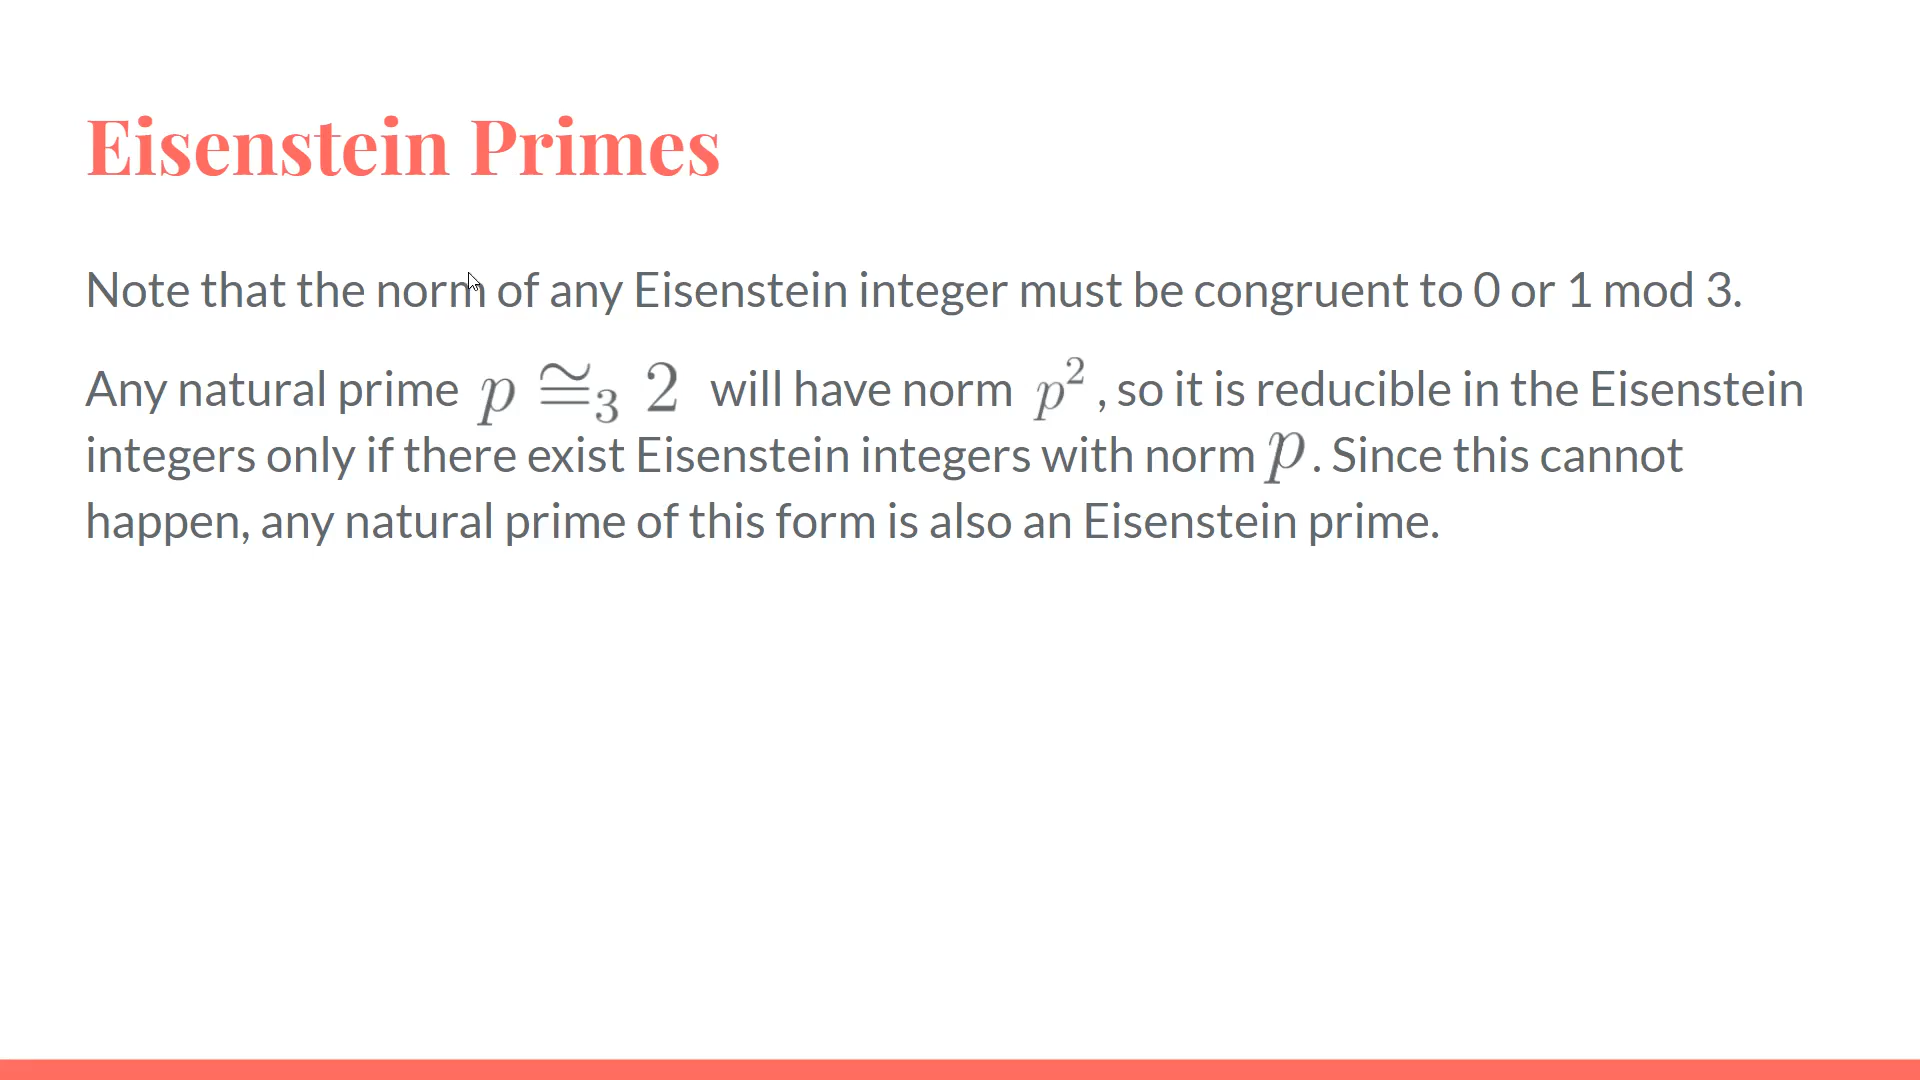 Eisenstein Primes
Note that the norm of any Eisenstein integer must be congruent to 0 or 1 mod 3.
Any natural prime p ≅₃ 2 will have norm p², so it is reducible in the Eisenstein
integers only if there exist Eisenstein integers with norm p. Since this cannot
happen, any natural prime of this form is also an Eisenstein prime.